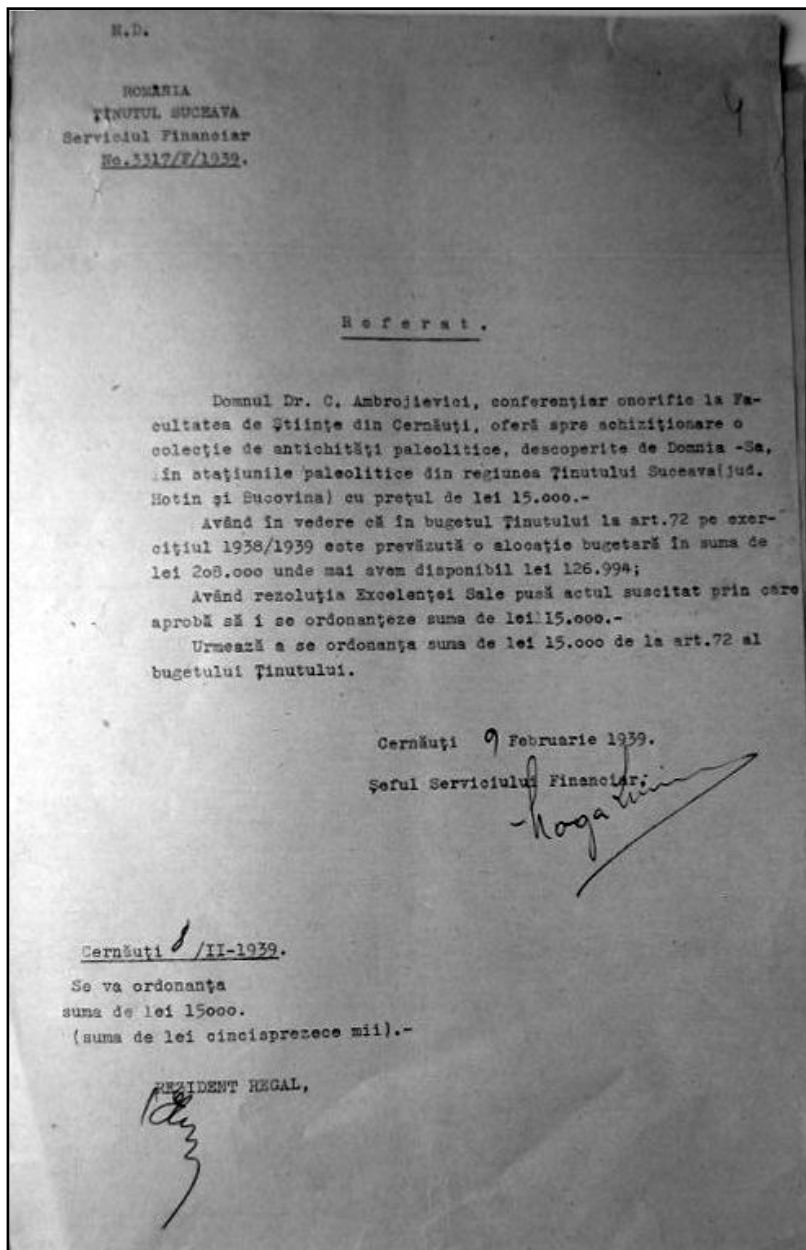 N.D.
4
ROMÂNIA
ŢINUTUL SUCEAVA
Serviciul Financiar
No.3317/F/1939.
Referat.
Domnul Dr. C. Ambrojievici, conferenţiar onorific la Fa-
cultatea de Ştiinţe din Cernăuţi, oferă spre achiziţionare o
colecţie de antichităţi paleolitice, descoperite de Domnia -Sa,
în staţiunile paleolitice din regiunea Ţinutului Suceava(jud.
Hotin şi Bucovina) cu preţul de lei 15.000.-
Având în vedere că în bugetul Ţinutului la art.72 pe exer-
ciţiul 1938/1939 este prevăzută o alocaţie bugetară în suma de
lei 208.000 unde mai avem disponibil lei 126.994;
Având rezoluţia Excelenţei Sale pusă actul suscitat prin care
aprobă să i se ordonanţeze suma de lei 15.000.-
Urmează a se ordonanţa suma de lei 15.000 de la art.72 al
bugetului Ţinutului.
Cernăuţi 9 Februarie 1939.
Şeful Serviciului Financiar,
Cernăuţi 8 /II-1939.
Se va ordonanţa
suma de lei 15000.
(suma de lei cincisprezece mii).-
REZIDENT REGAL,